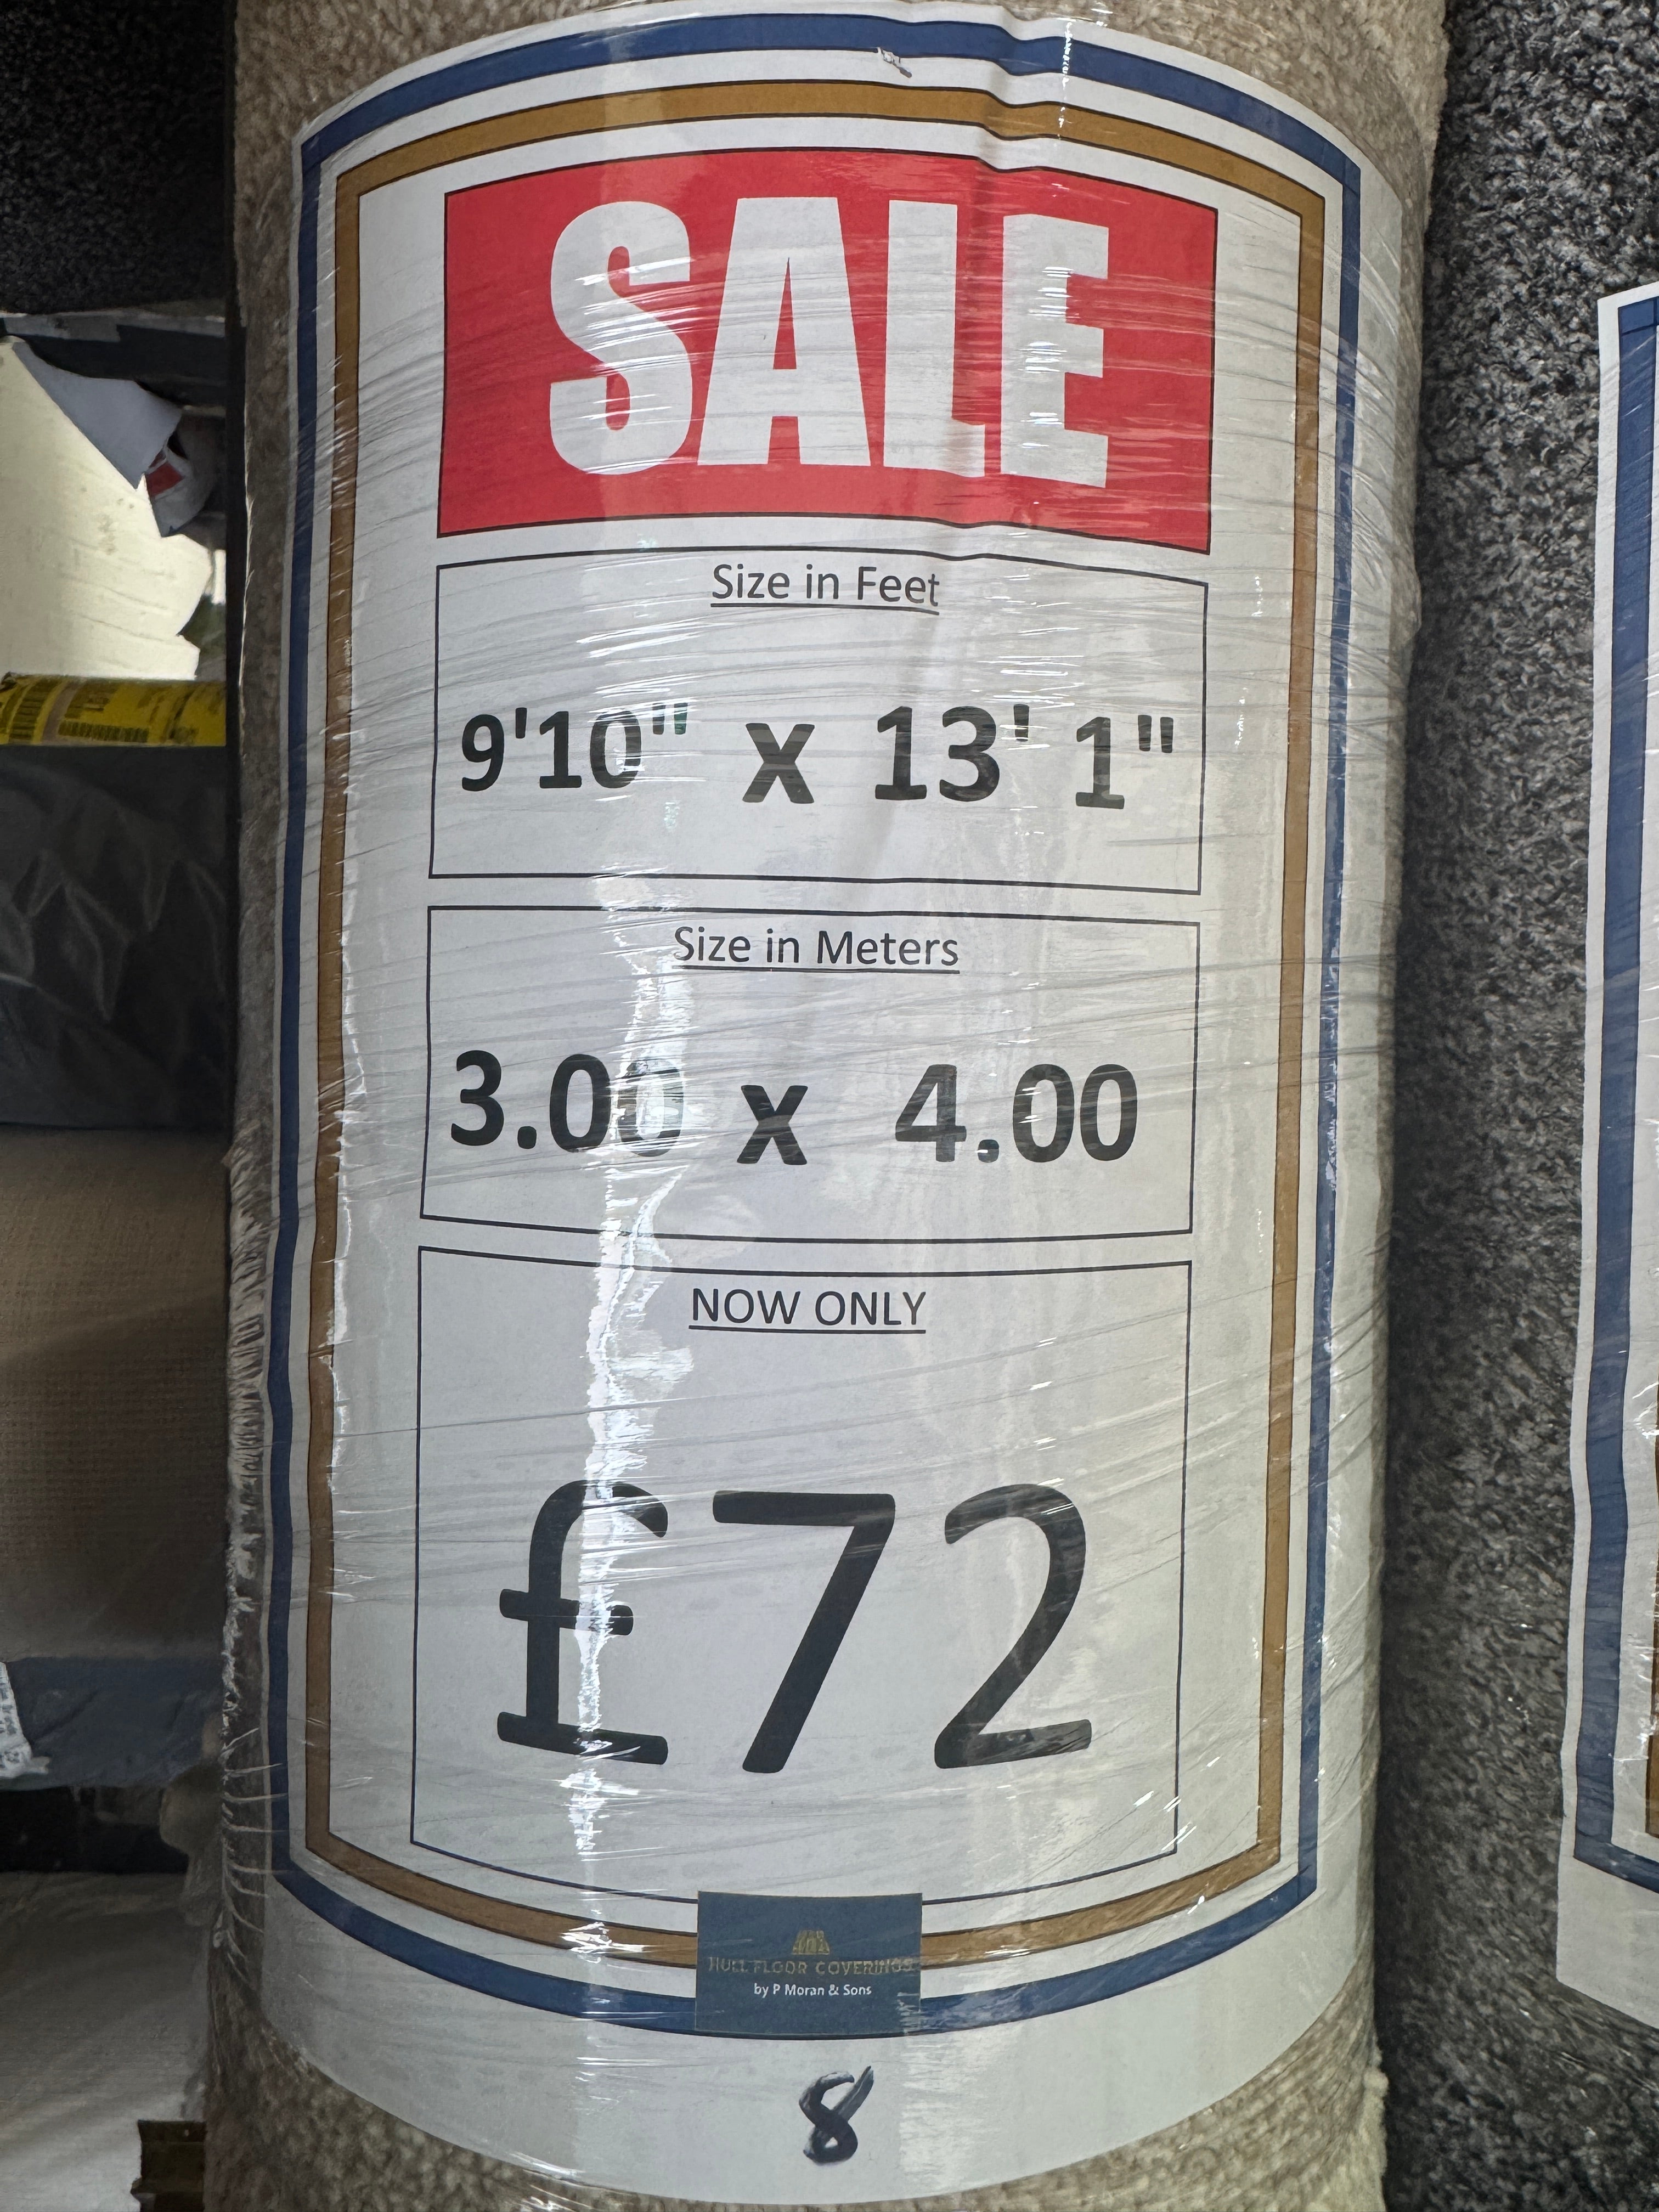 SALE
Size in Feet
9'10" x 13' 1"
Size in Meters
3.00 x 4.00
NOW ONLY
£72
HULL FLOOR COVERINGS
by P Moran & Sons
8